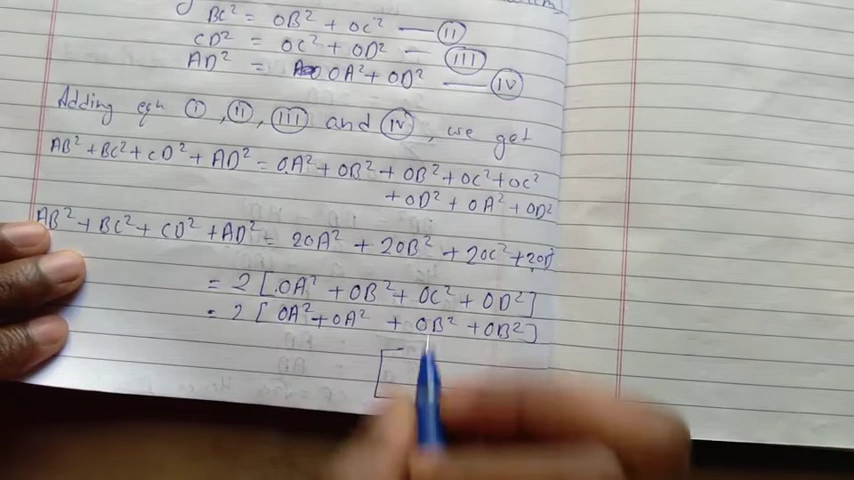 BC² = OB² + OC² — II
CD² = OC² + OD² — III
AD² = OA² + OD² — IV
Adding eqn I, II, III and IV, we get
AB² + BC² + CD² + AD² = OA² + OB² + OB² + OC² + OC²
+ OD² + OA² + OD²
AB² + BC² + CD² + AD² = 2OA² + 2OB² + 2OC² + 2OD²
= 2 [OA² + OB² + OC² + OD²]
= 2 [OA² + OA² + OB² + OB²]